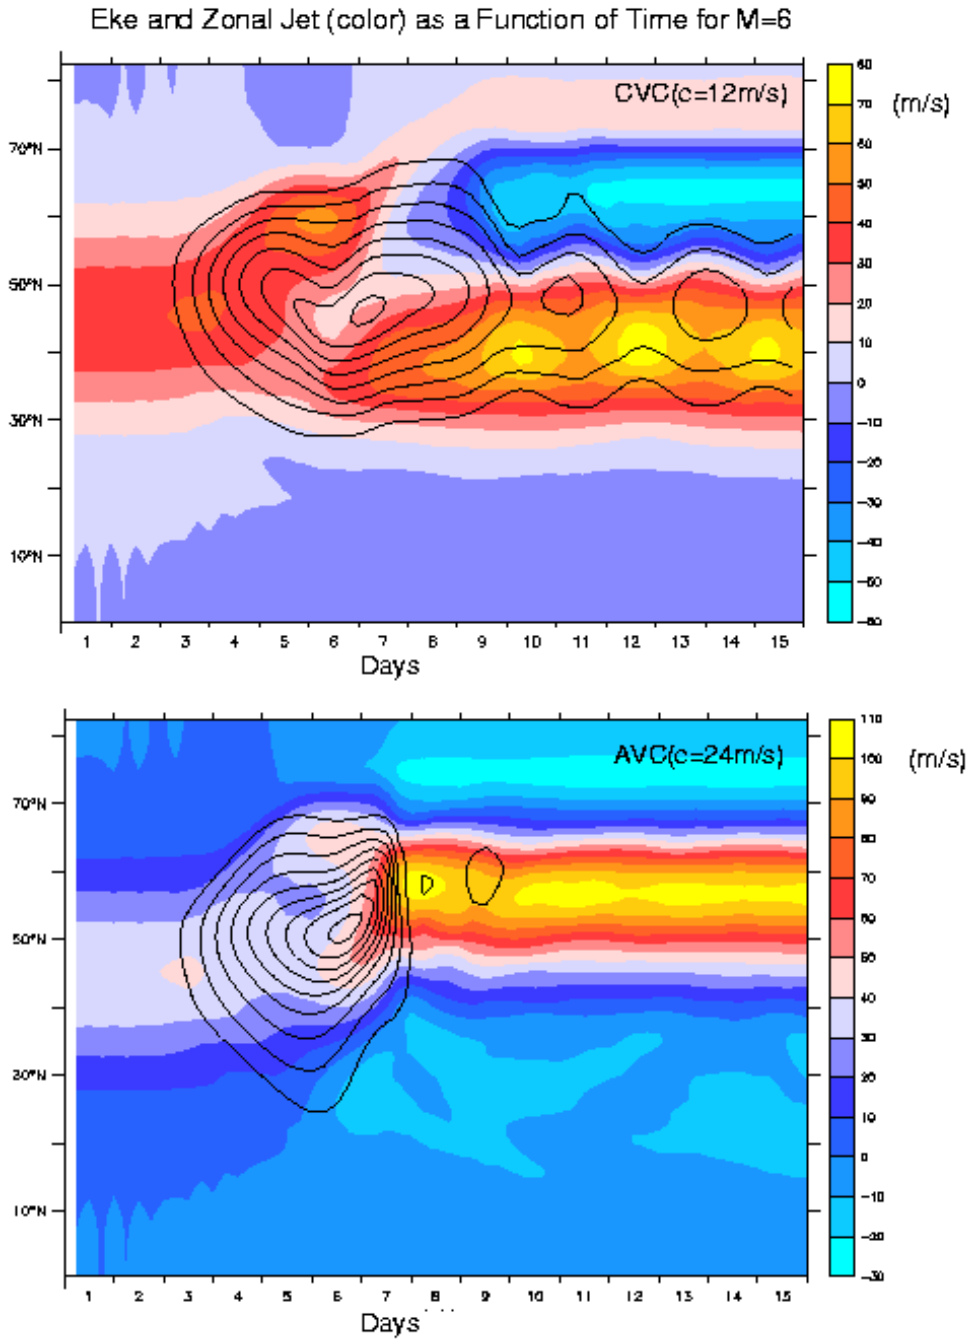 Eke and Zonal Jet (color) as a Function of Time for M=6
CVC(c=12m/s)
(m/s)
70°N
50°N
30°N
10°N
80
70
60
50
40
30
20
10
0
-10
-20
-30
-40
-50
-60
1 2 3 4 5 6 7 8 9 10 11 12 13 14 15
Days
AVC(c=24m/s)
(m/s)
70°N
50°N
30°N
10°N
110
100
90
80
70
60
50
40
30
20
10
0
-10
-20
-30
1 2 3 4 5 6 7 8 9 10 11 12 13 14 15
Days